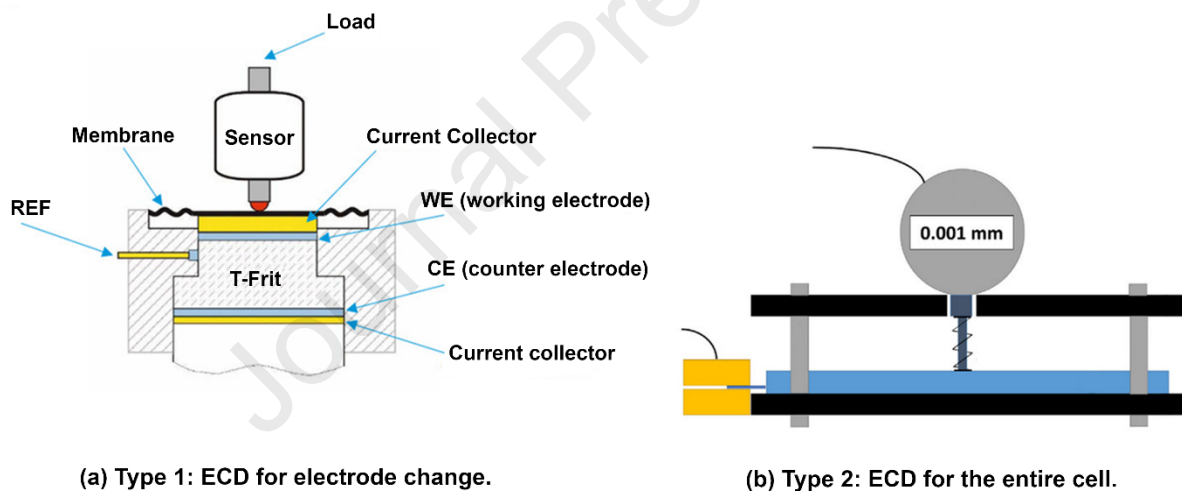 Journal Pre
Load
Membrane
Sensor
Current Collector
REF
WE (working electrode)
T-Frit
CE (counter electrode)
Current collector
0.001 mm
(a) Type 1: ECD for electrode change.
(b) Type 2: ECD for the entire cell.